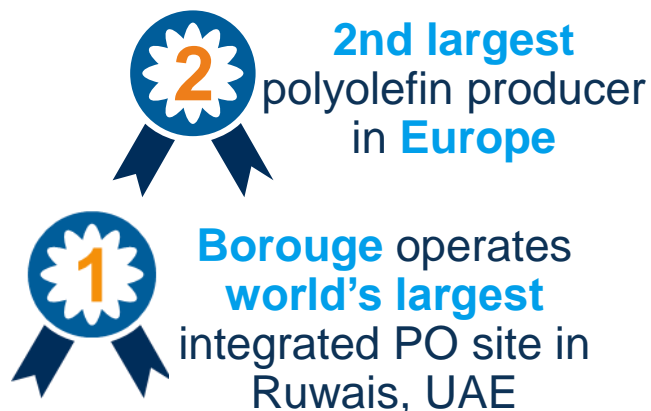 2
2nd largest
polyolefin producer
in Europe
1
Borouge operates
world’s largest
integrated PO site in
Ruwais, UAE